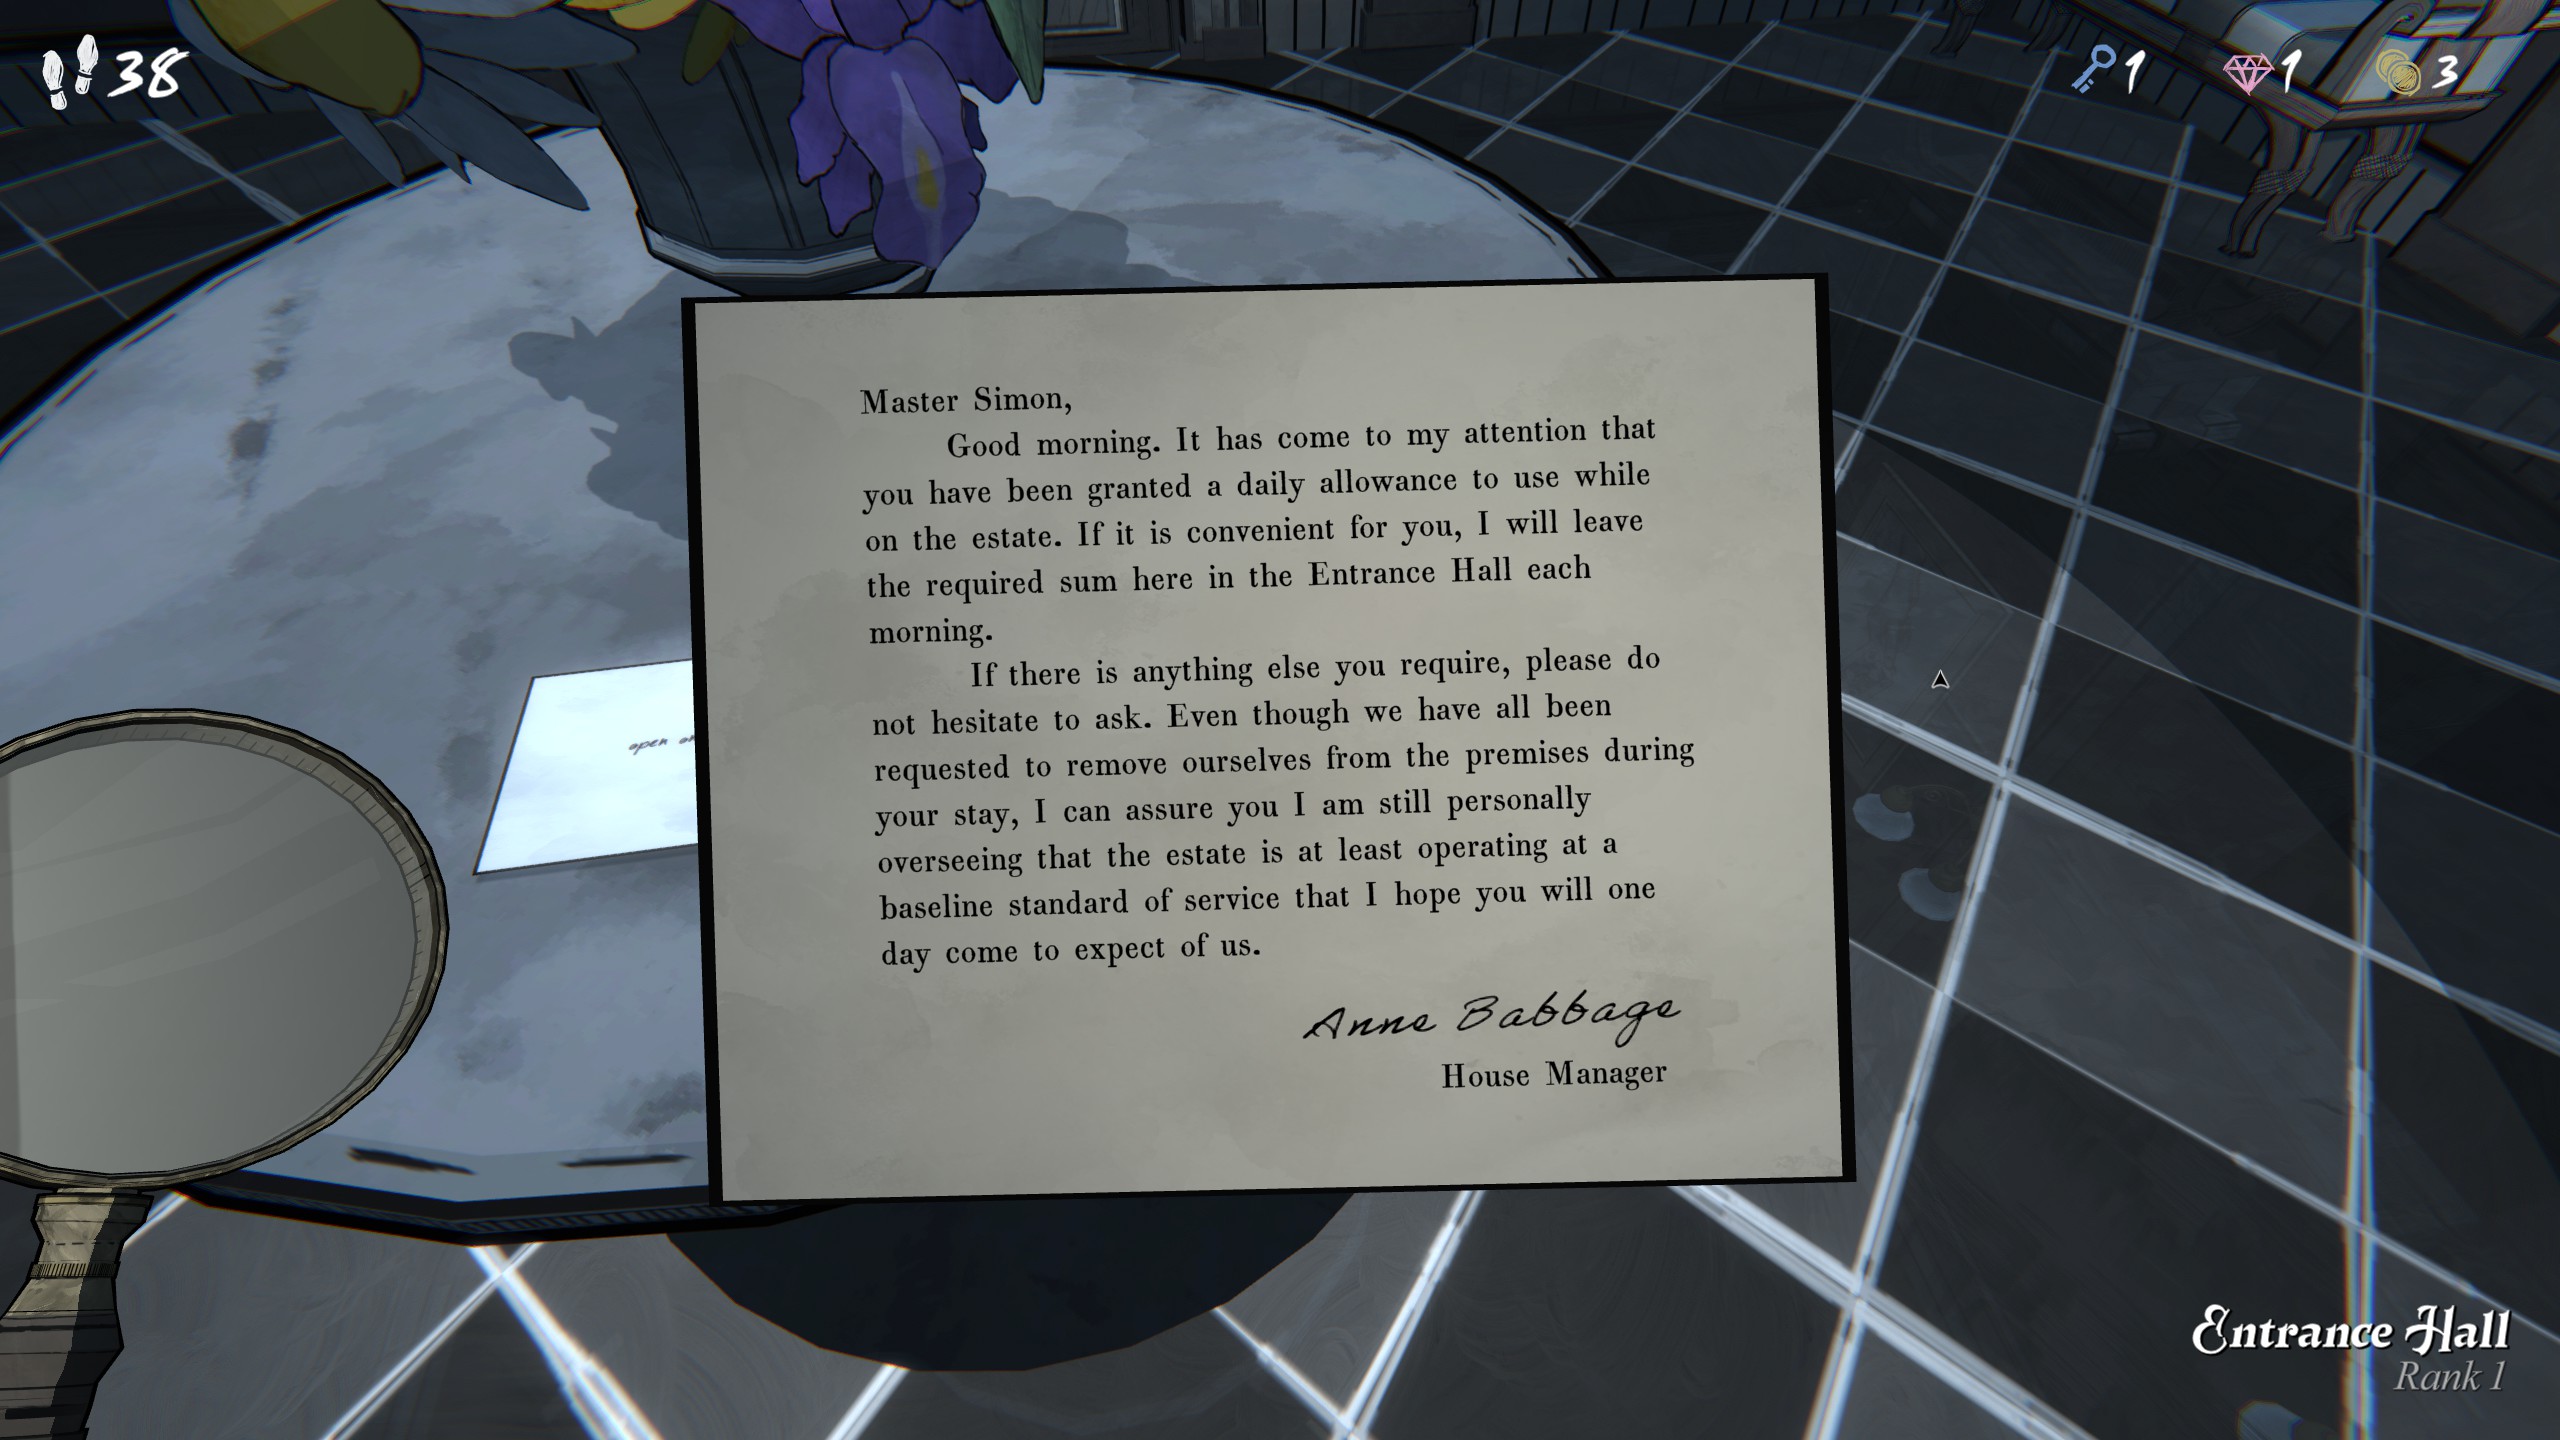 38
1
1
3
Master Simon,
Good morning. It has come to my attention that
you have been granted a daily allowance to use while
on the estate. If it is convenient for you, I will leave
the required sum here in the Entrance Hall each
morning.
If there is anything else you require, please do
not hesitate to ask. Even though we have all been
requested to remove ourselves from the premises during
your stay, I can assure you I am still personally
overseeing that the estate is at least operating at a
baseline standard of service that I hope you will one
day come to expect of us.
Anne Babbage
House Manager
open
Entrance Hall
Rank 1